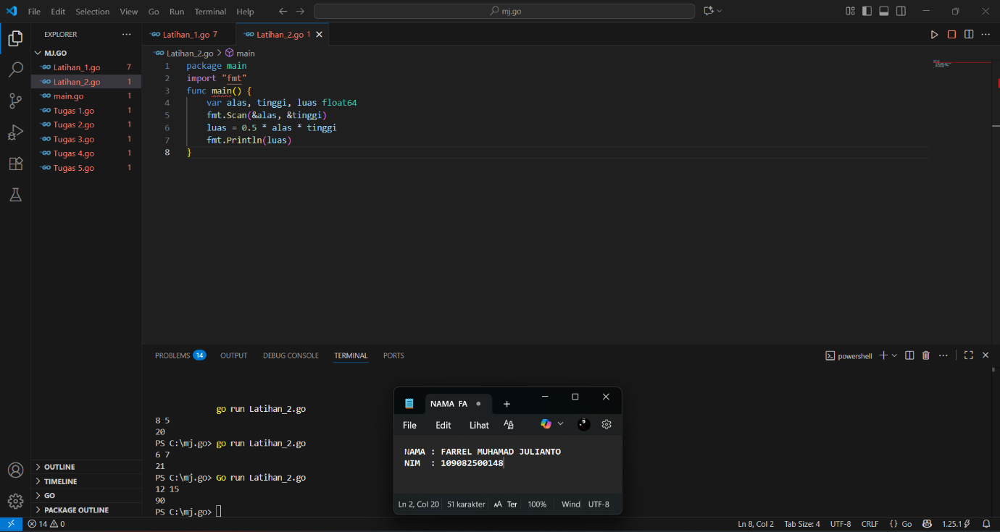 File Edit Selection View Go Run Terminal Help
mj.go
EXPLORER
MJ.GO
Latihan_1.go 7
Latihan_2.go 1
main.go 1
Tugas 1.go 1
Tugas 2.go 1
Tugas 3.go 1
Tugas 4.go 1
Tugas 5.go 1
OUTLINE
TIMELINE
GO
PACKAGE OUTLINE
Latihan_1.go 7
Latihan_2.go 1
Latihan_2.go > main
1 package main
2 import "fmt"
3 func main() {
4 var alas, tinggi, luas float64
5 fmt.Scan(&alas, &tinggi)
6 luas = 0.5 * alas * tinggi
7 fmt.Println(luas)
8 }
PROBLEMS 14 OUTPUT DEBUG CONSOLE TERMINAL PORTS
powershell
go run Latihan_2.go
8 5
20
PS C:\mj.go> go run Latihan_2.go
6 7
21
PS C:\mj.go> Go run Latihan_2.go
12 15
90
PS C:\mj.go>
NAMA FA
File Edit Lihat
NAMA : FARREL MUHAMAD JULIANTO
NIM : 109082500148
Ln 2, Col 20 51 karakter Ter 100% Wind UTF-8
14 0
Ln 8, Col 2 Tab Size: 4 UTF-8 CRLF {} Go 1.25.1